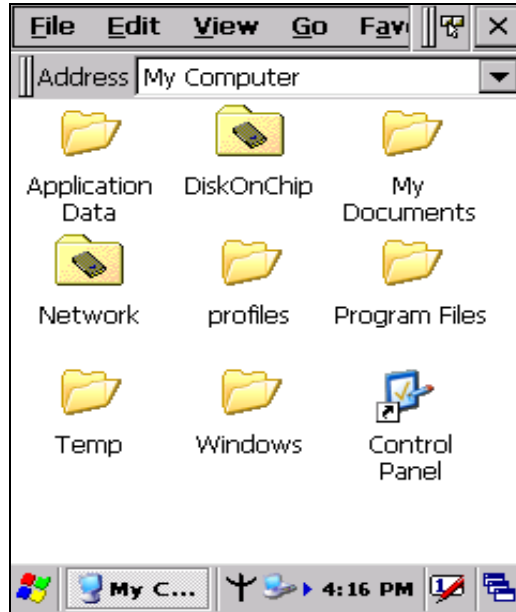 File Edit View Go Fav
Address My Computer
Application Data
DiskOnChip
My Documents
Network
profiles
Program Files
Temp
Windows
Control Panel
My C... 4:16 PM